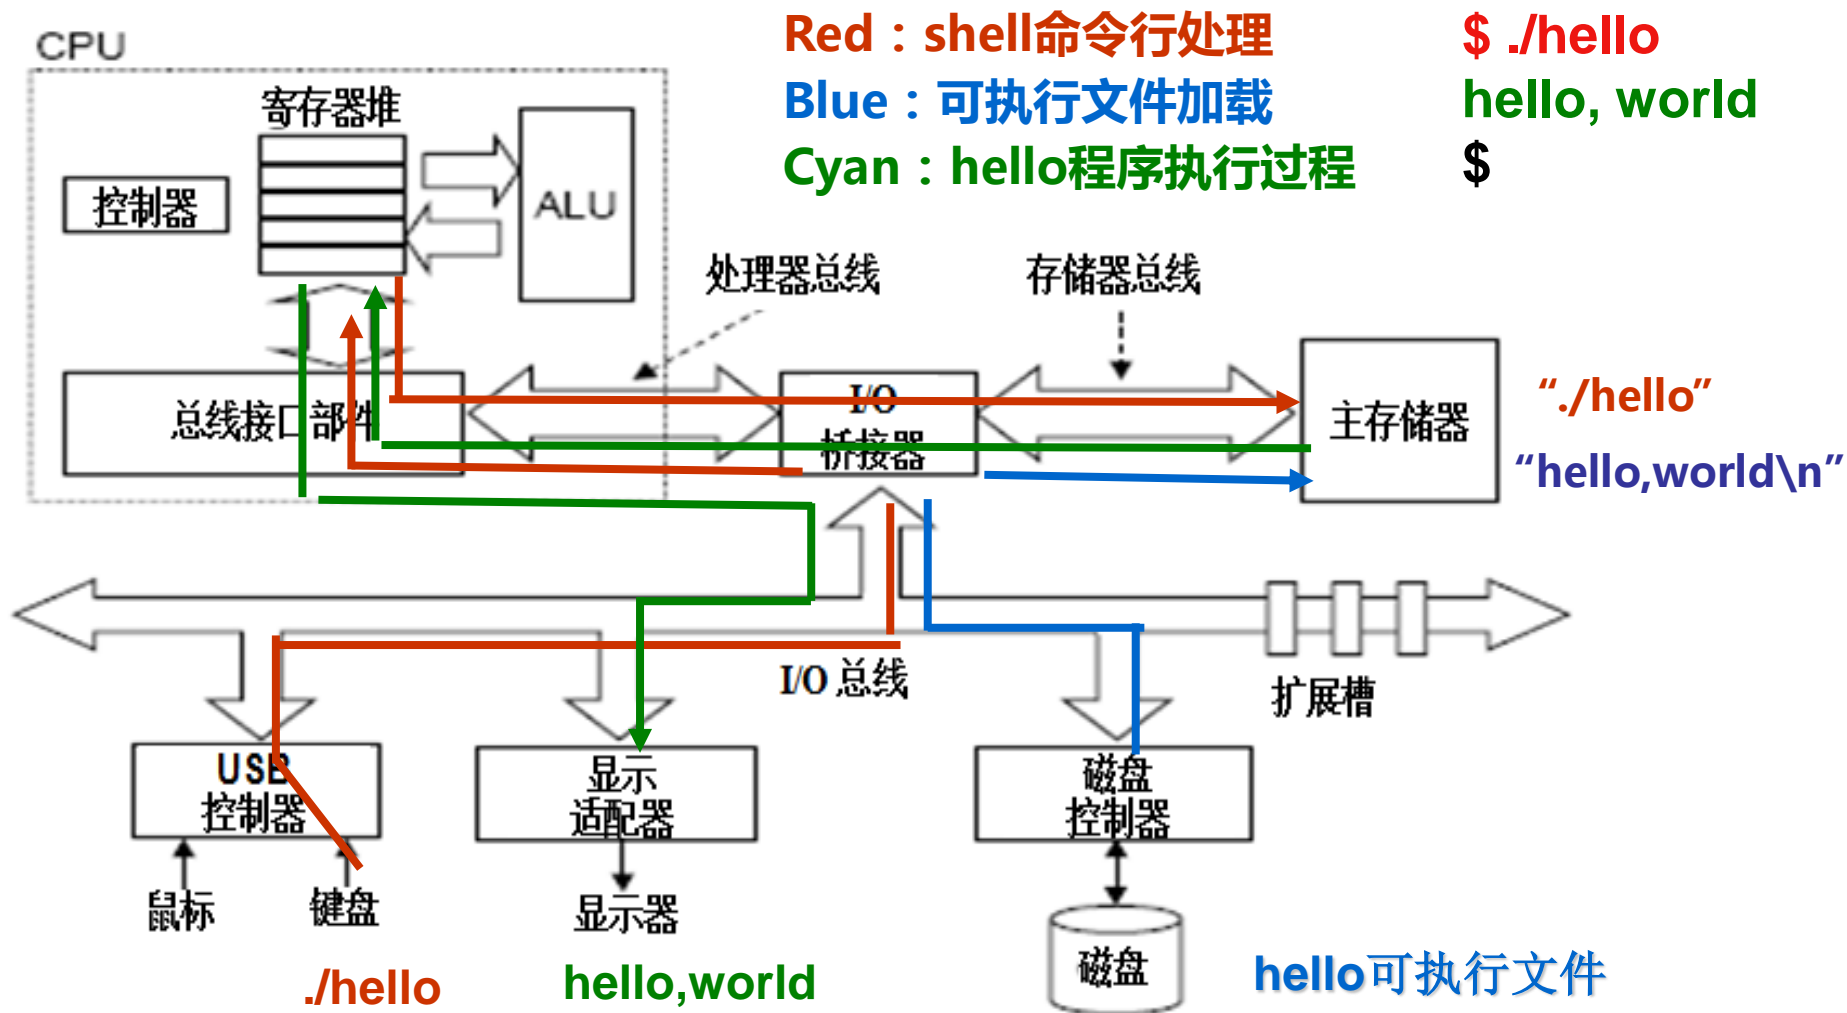 CPU
Red：shell命令行处理
$ ./hello
Blue：可执行文件加载
hello, world
Cyan：hello程序执行过程
$
寄存器堆
控制器
ALU
处理器总线
存储器总线
总线接口部件
I/O
桥接器
主存储器
“./hello”
“hello,world\n”
I/O 总线
扩展槽
USB
控制器
显示
适配器
磁盘
控制器
鼠标
键盘
显示器
磁盘
./hello
hello,world
hello可执行文件